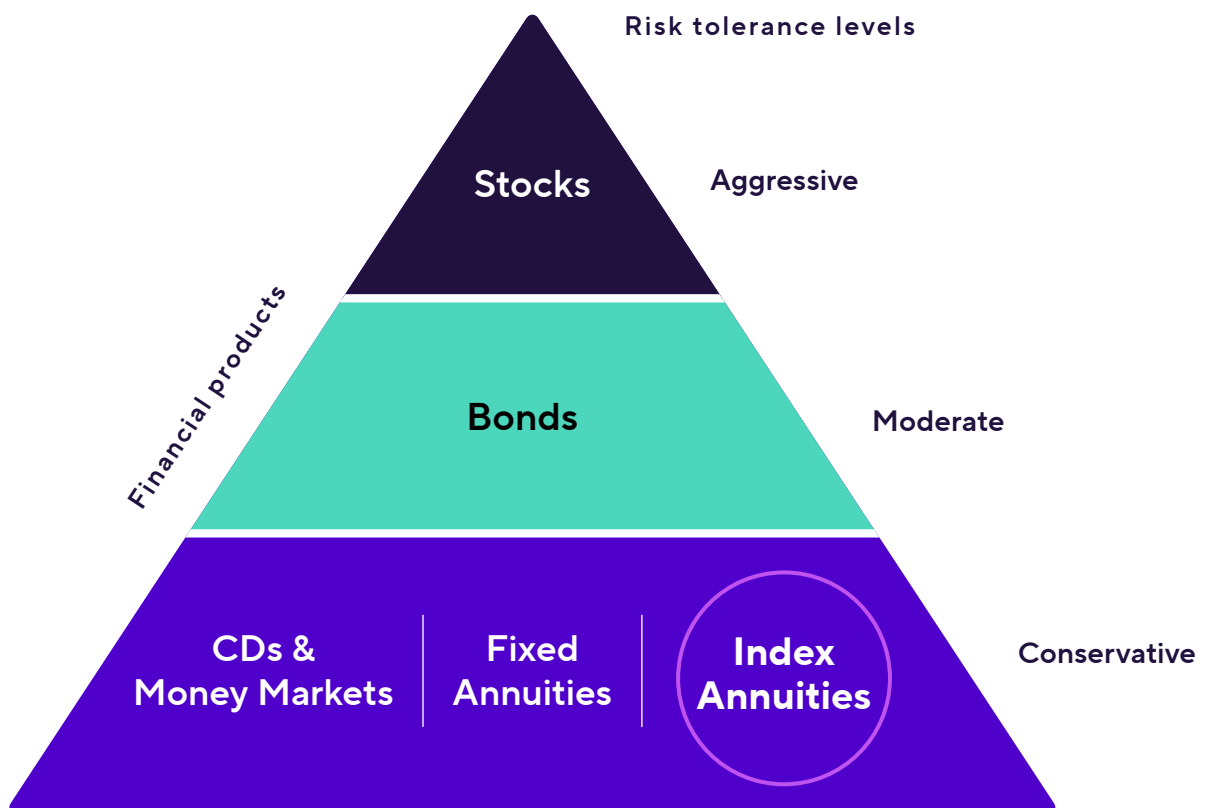 Risk tolerance levels
Stocks
Aggressive
Financial products
Bonds
Moderate
CDs &
Money Markets
Fixed
Annuities
Index
Annuities
Conservative